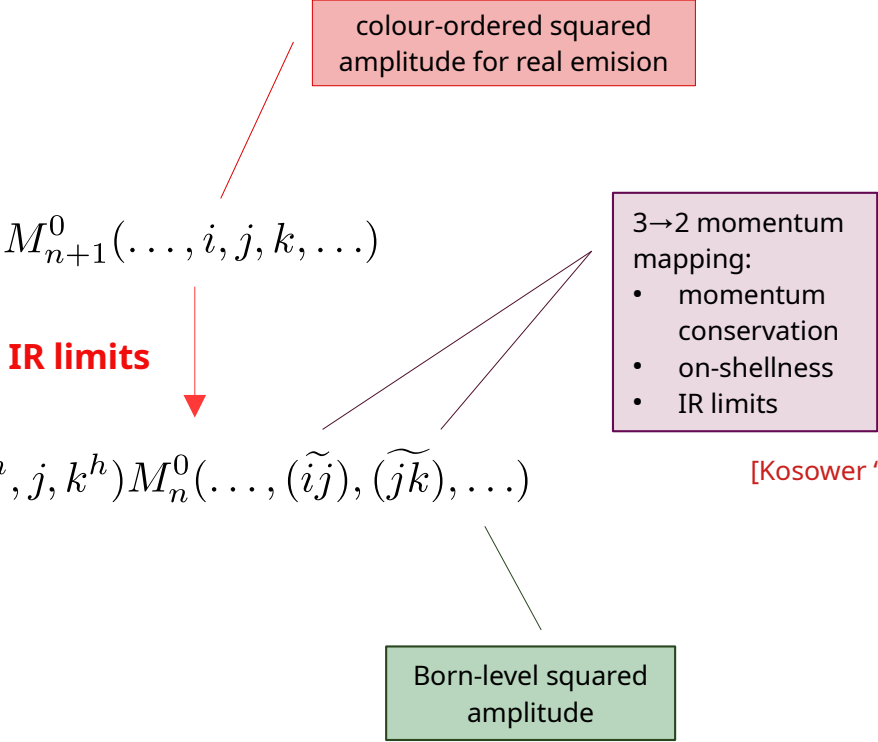 colour-ordered squared
amplitude for real emision
M^0_{n+1}(…, i, j, k, …)
3→2 momentum
mapping:
• momentum
conservation
• on-shellness
• IR limits
IR limits
, j, k^h)M^0_n(…, (\widetilde{ij}), (\widetilde{jk}), …)
[Kosower ‘
Born-level squared
amplitude